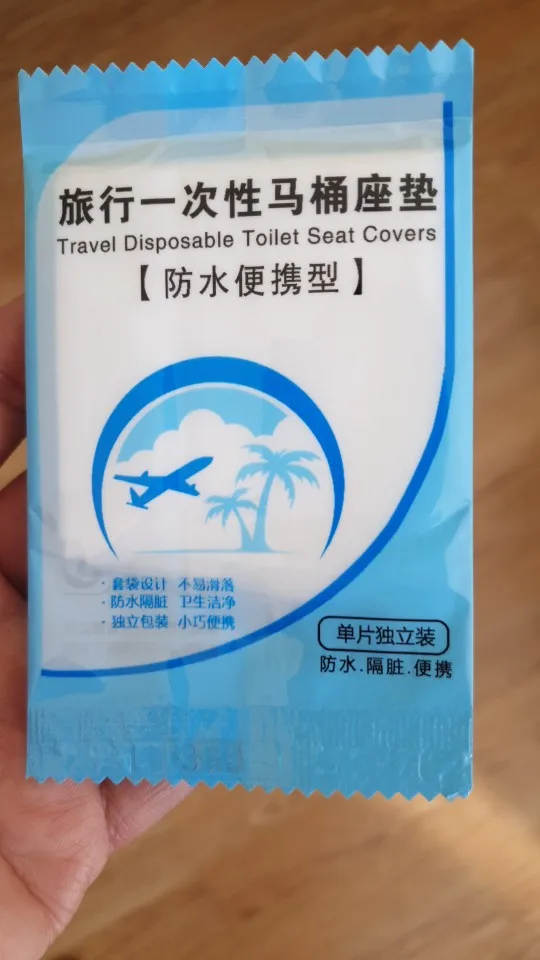 旅行一次性马桶座垫
Travel Disposable Toilet Seat Covers
【防水便携型】
· 套袋设计 不易滑落
· 防水隔脏 卫生洁净
· 独立包装 小巧便携
单片独立装
防水.隔脏.便携